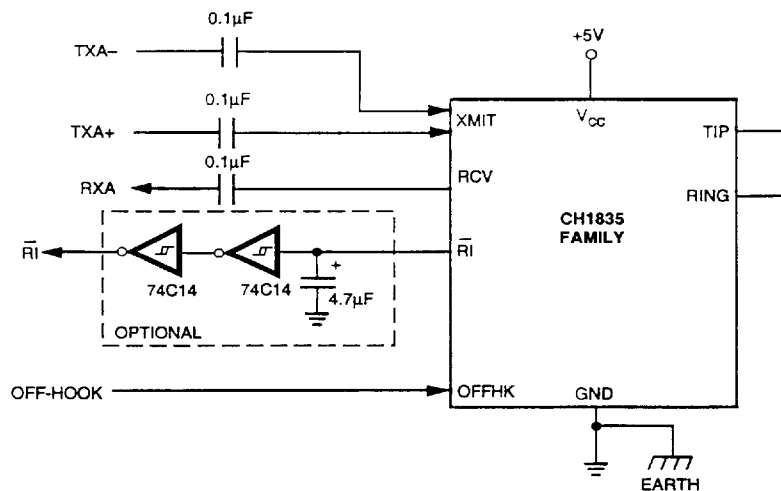 0.1μF
TXA–
+5V
0.1μF
XMIT
V_CC
TXA+
TIP
0.1μF
RCV
RXA
RING
CH1835
FAMILY
R̅I̅
R̅I̅
+
74C14
74C14
4.7μF
OPTIONAL
OFF-HOOK
OFFHK
GND
EARTH